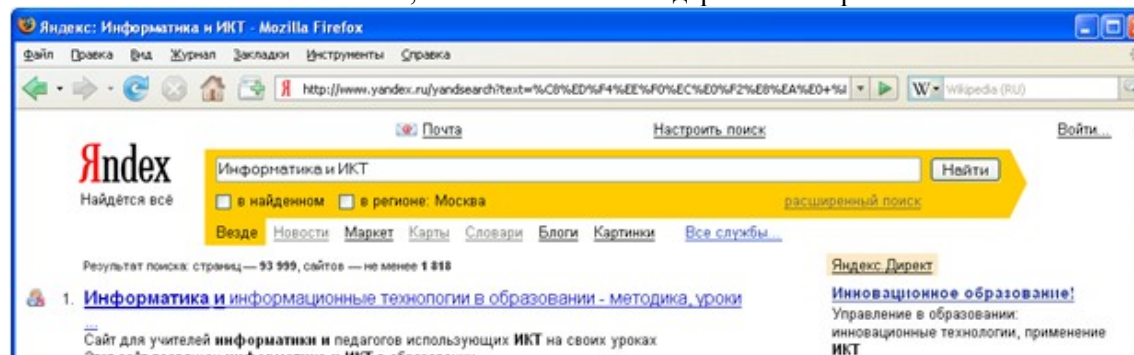 Яндекс: Информатика и ИКТ - Mozilla Firefox
Файл Правка Вид Журнал Закладки Инструменты Справка
http://www.yandex.ru/yandsearch?text=%C8%ED%F4%EE%F0%EC%E0%F2%E8%EA%E0+%I W Wikipedia (RU)
Почта Настроить поиск Войти...
Яndex Информатика и ИКТ Найти
Найдётся всё в найденном в регионе: Москва расширенный поиск
Везде Новости Маркет Карты Словари Блоги Картинки Все службы...
Результат поиска: страниц — 93 999, сайтов — не менее 1 818
1. Информатика и информационные технологии в образовании - методика, уроки
...
Сайт для учителей информатики и педагогов использующих ИКТ на своих уроках
Яндекс.Директ
Инновационное образование!
Управление в образовании:
инновационные технологии, применение
ИКТ